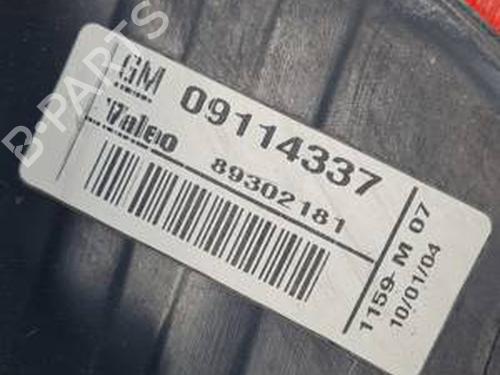 GM 09114337
Valeo 89302181
1159-M 07
10/01/04
B-PARTS